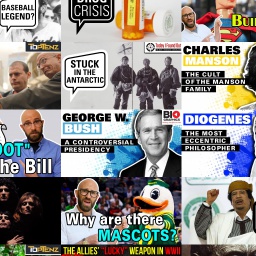 BASEBALL
LEGEND?
TOPTENZ
CRISIS
STUCK
IN THE
ANTARCTIC
CHARLES
MANSON
THE CULT
OF THE
MANSON
FAMILY
GEORGE W.
BUSH
A CONTROVERSIAL
PRESIDENCY
BIO
DIOGENES
THE MOST
ECCENTRIC
PHILOSOPHER
the Bill
TOPTENZ
Why are there
MASCOTS?
THE ALLIES' "LUCKY" WEAPON IN WWII